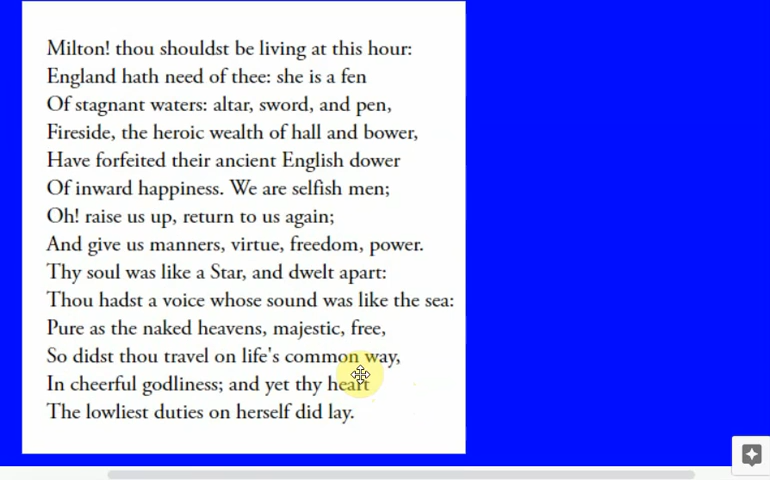 Milton! thou shouldst be living at this hour:
England hath need of thee: she is a fen
Of stagnant waters: altar, sword, and pen,
Fireside, the heroic wealth of hall and bower,
Have forfeited their ancient English dower
Of inward happiness. We are selfish men;
Oh! raise us up, return to us again;
And give us manners, virtue, freedom, power.
Thy soul was like a Star, and dwelt apart:
Thou hadst a voice whose sound was like the sea:
Pure as the naked heavens, majestic, free,
So didst thou travel on life's common way,
In cheerful godliness; and yet thy heart
The lowliest duties on herself did lay.